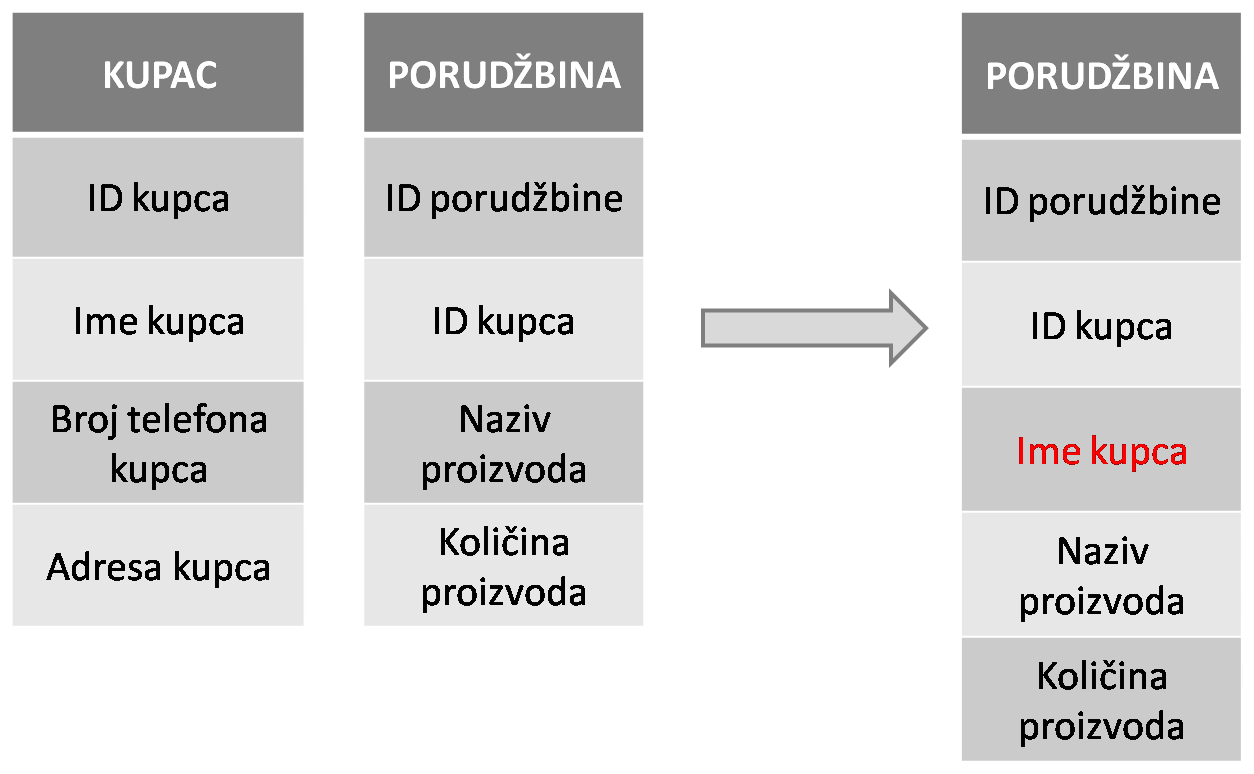 KUPAC
ID kupca
Ime kupca
Broj telefona
kupca
Adresa kupca
PORUDŽBINA
ID porudžbine
ID kupca
Naziv
proizvoda
Količina
proizvoda
PORUDŽBINA
ID porudžbine
ID kupca
Ime kupca
Naziv
proizvoda
Količina
proizvoda